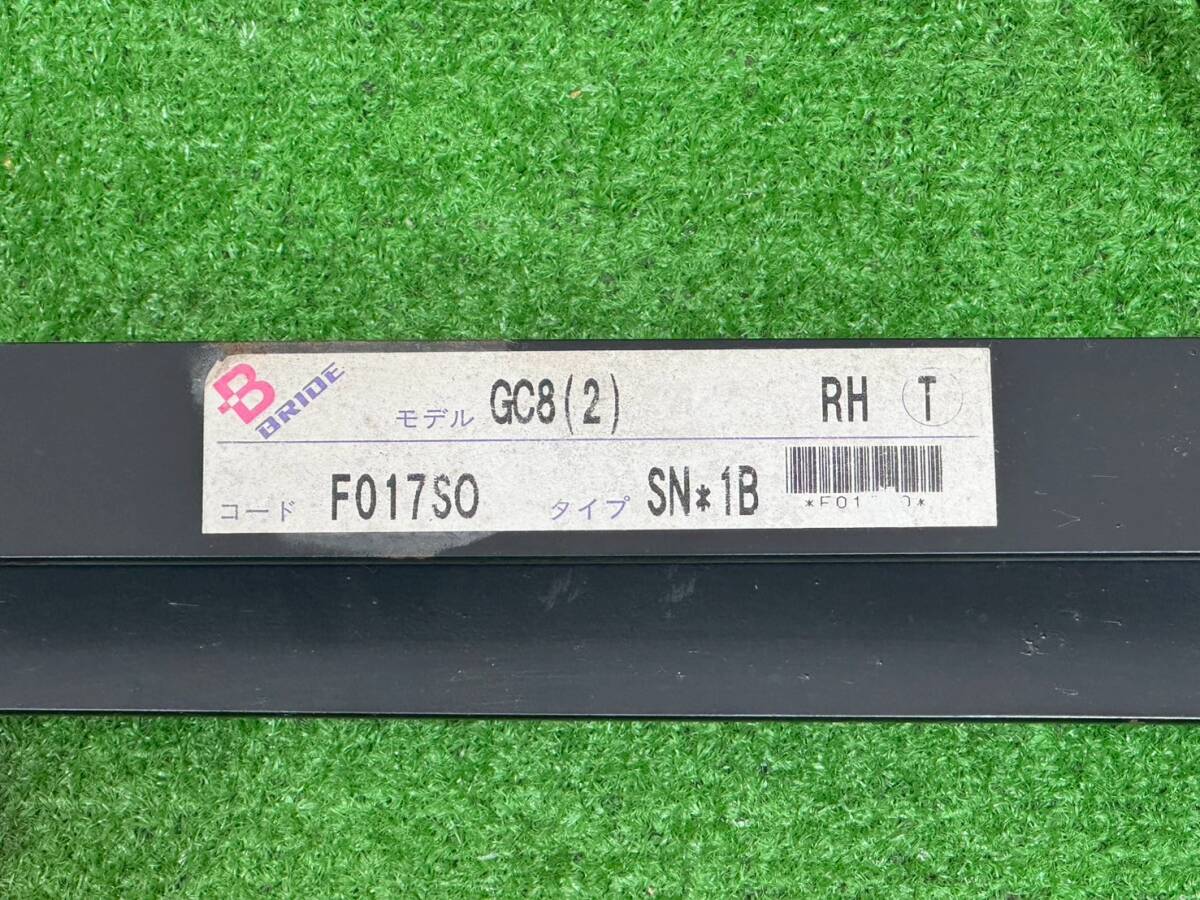 B BRIDE
モデル GC8(2) RH T
コード F017SO タイプ SN*1B